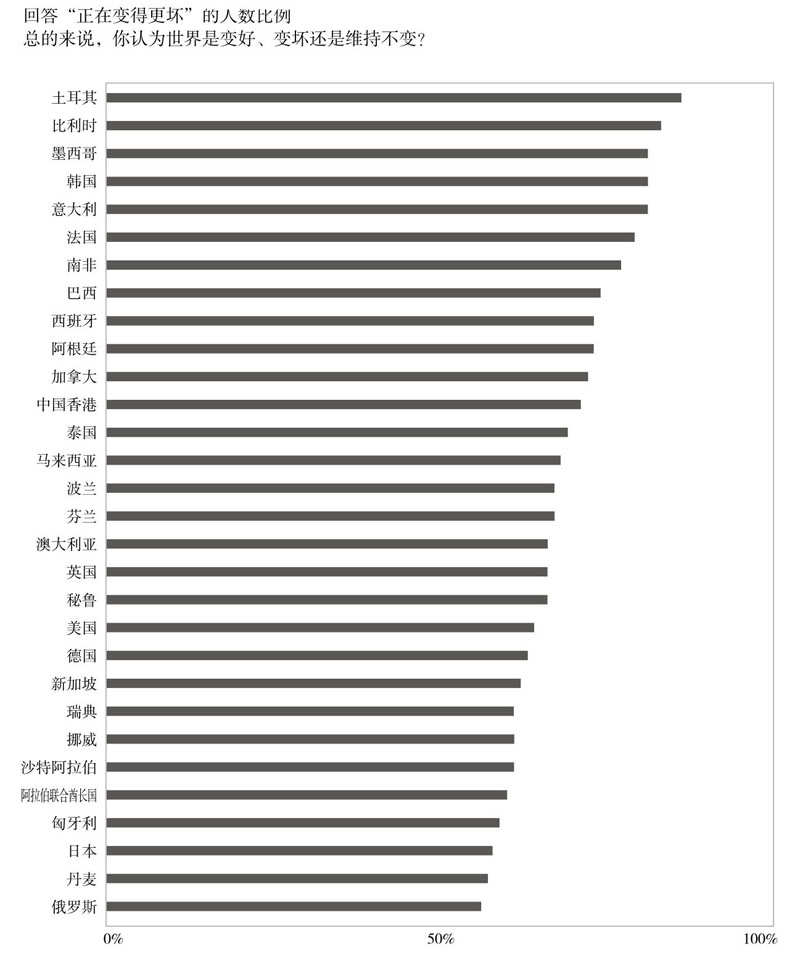 回答“正在变得更坏”的人数比例
总的来说，你认为世界是变好、变坏还是维持不变？
土耳其
比利时
墨西哥
韩国
意大利
法国
南非
巴西
西班牙
阿根廷
加拿大
中国香港
泰国
马来西亚
波兰
芬兰
澳大利亚
英国
秘鲁
美国
德国
新加坡
瑞典
挪威
沙特阿拉伯
阿拉伯联合酋长国
匈牙利
日本
丹麦
俄罗斯
0% 50% 100%